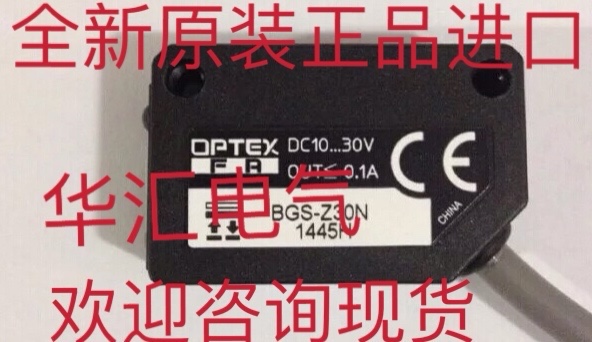 全新原装正品进口
OPTEX DC10...30V
F R OUT≤ 0.1A
CE
华汇电气
BGS-Z30N
1445H
CHINA
欢迎咨询现货